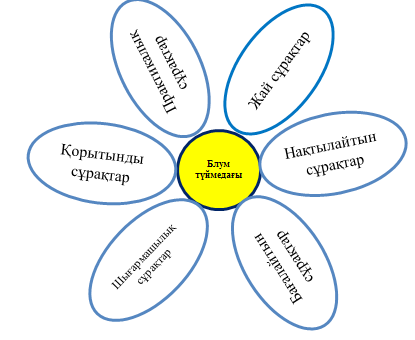 Практикалық
сұрақтар
Жай сұрақтар
Қорытынды
сұрақтар
Блум
түймедағы
Нақтылайтын
сұрақтар
Шығармашылық
сұрақтар
Бағалайтын
сұрақтар